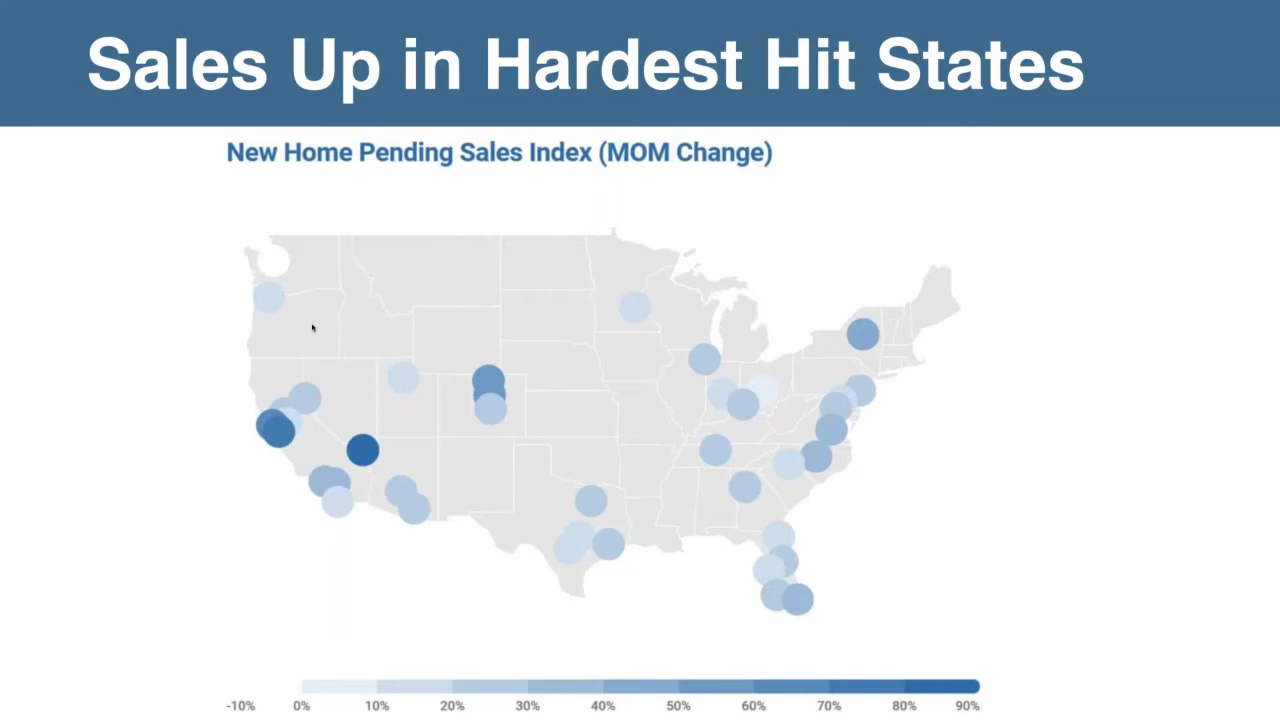 Sales Up in Hardest Hit States
New Home Pending Sales Index (MOM Change)
-10% 0% 10% 20% 30% 40% 50% 60% 70% 80% 90%